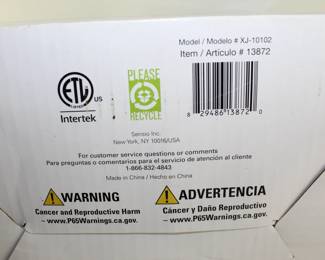 Model / Modelo # XJ-10102
Item / Articulo # 13872
ETL
US
Intertek
PLEASE
RECYCLE
8 29486 13872 0
Sensio Inc.
New York, NY 10016/USA
For customer service questions or comments
Para preguntas o comentarios para el servicio de atención al cliente
1-866-832-4843
Made in China / Hecho en China
WARNING
Cancer and Reproductive Harm
– www.P65Warnings.ca.gov.
ADVERTENCIA
Cáncer y Daño Reproductivo
– www.P65Warnings.ca.gov.